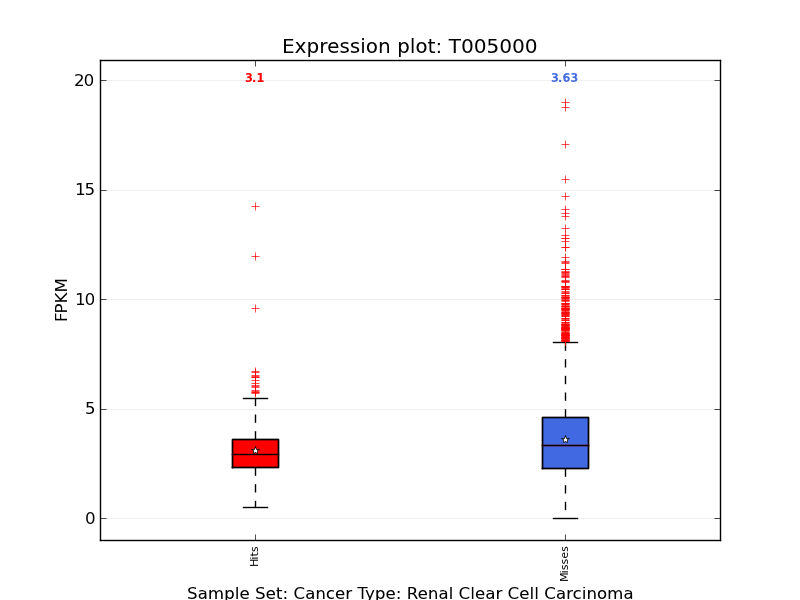 Expression plot: T005000
3.1
3.63
20
15
10
5
0
FPKM
Hits
Misses
Sample Set: Cancer Type: Renal Clear Cell Carcinoma